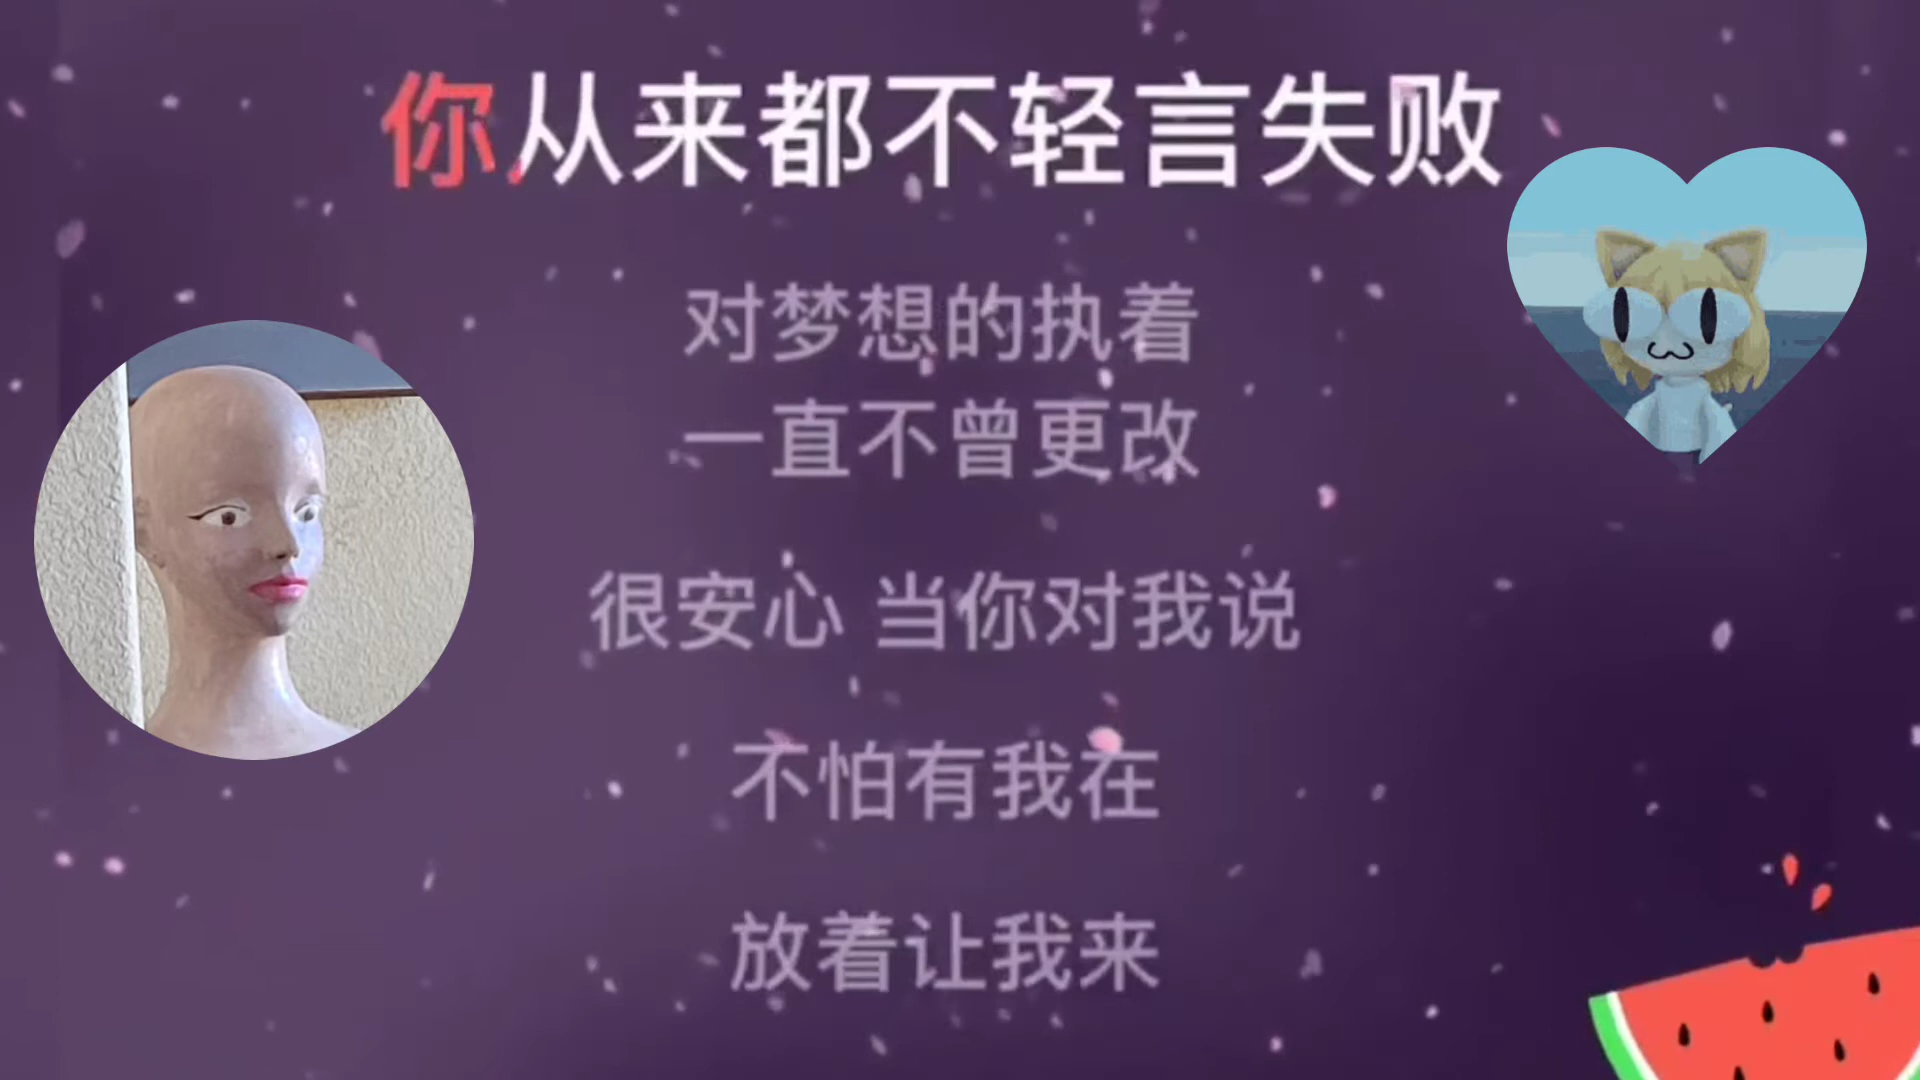 你从来都不轻言失败
对梦想的执着
一直不曾更改
很安心 当你对我说
不怕有我在
放着让我来